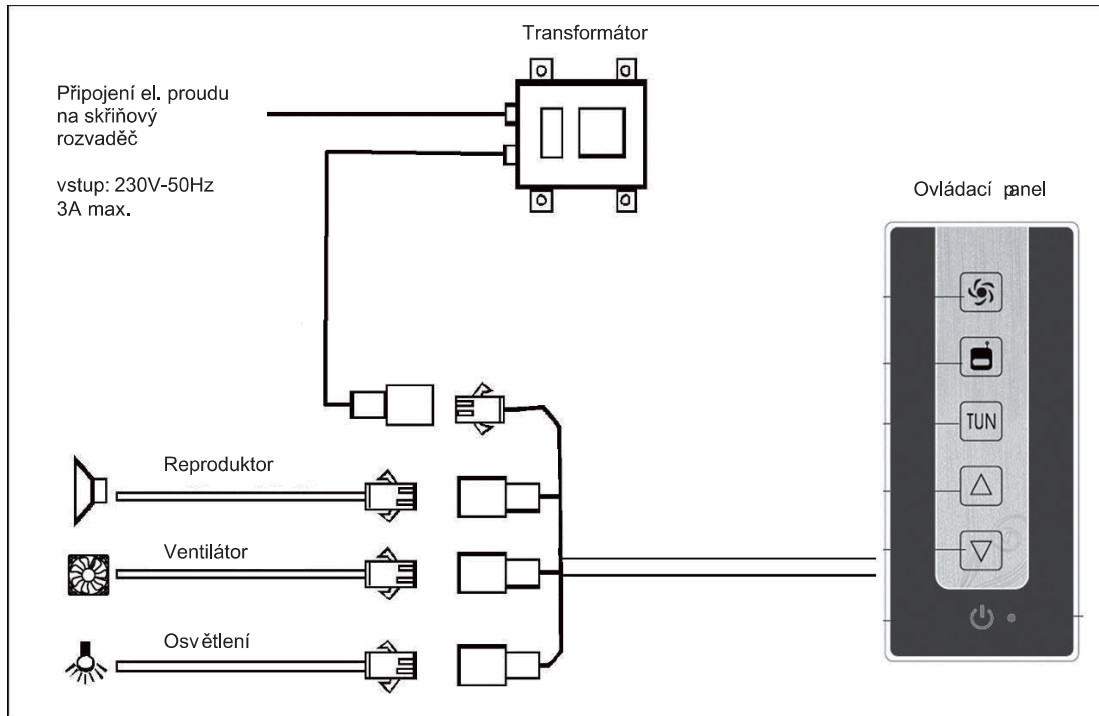 Transformátor
Připojení el. proudu
na skříňový
rozvaděč
vstup: 230V-50Hz
3A max.
Ovládací panel
TUN
Reproduktor
Ventilátor
Osvětlení